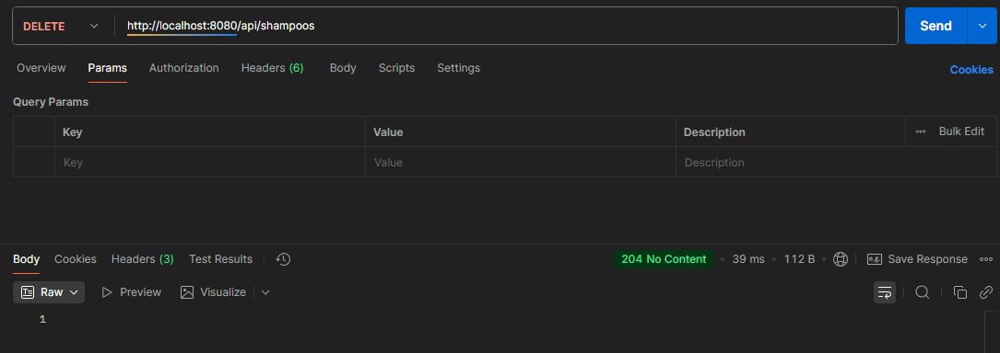 DELETE http://localhost:8080/api/shampoos Send
Overview Params Authorization Headers (6) Body Scripts Settings Cookies
Query Params
Key Value Description ••• Bulk Edit
Key Value Description
Body Cookies Headers (3) Test Results 204 No Content • 39 ms • 112 B e.g. Save Response •••
Raw Preview Visualize
1